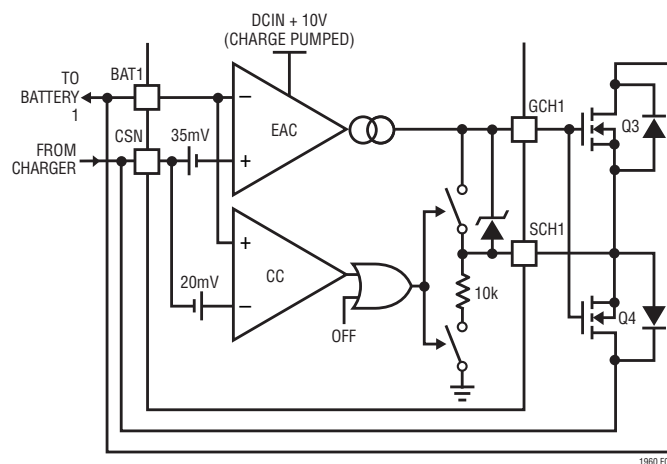 DCIN + 10V
(CHARGE PUMPED)
TO
BATTERY
1
BAT1
–
EAC
+
GCH1
Q3
CSN
35mV
FROM
CHARGER
+
CC
–
20mV
OFF
SCH1
10k
Q4